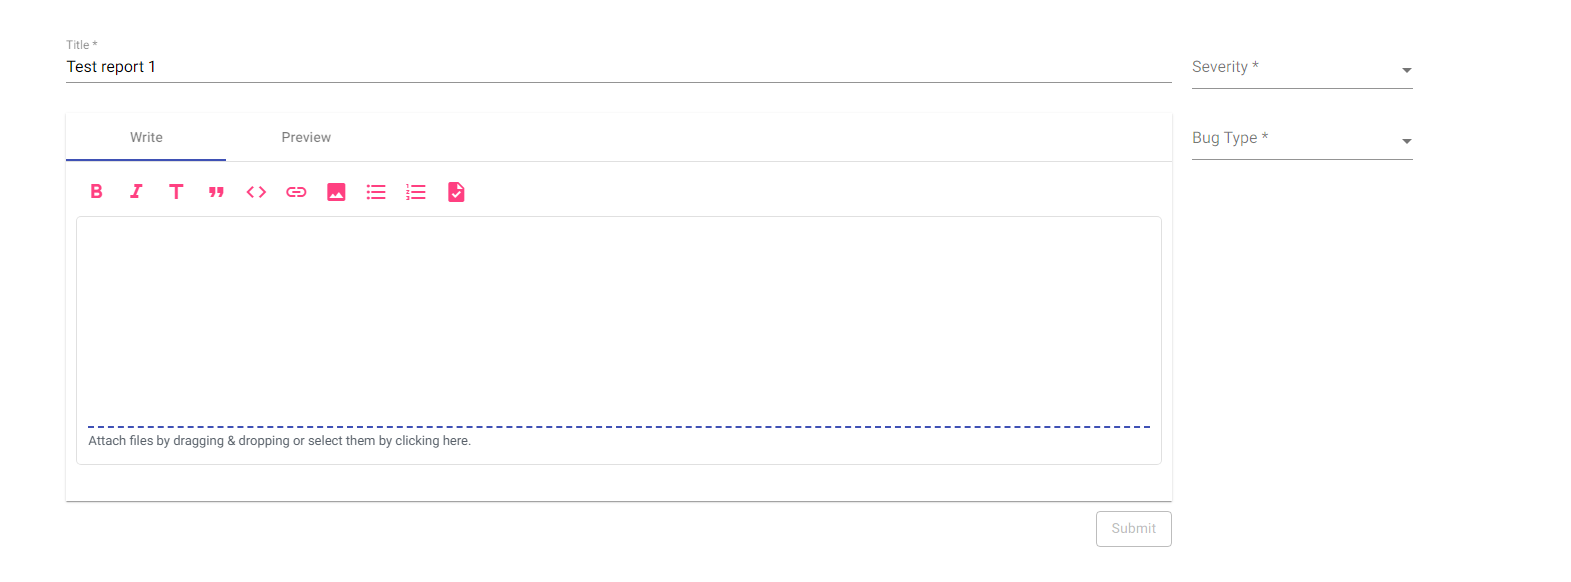 Title *
Test report 1
Severity *
Write
Preview
Bug Type *
Attach files by dragging & dropping or select them by clicking here.
Submit